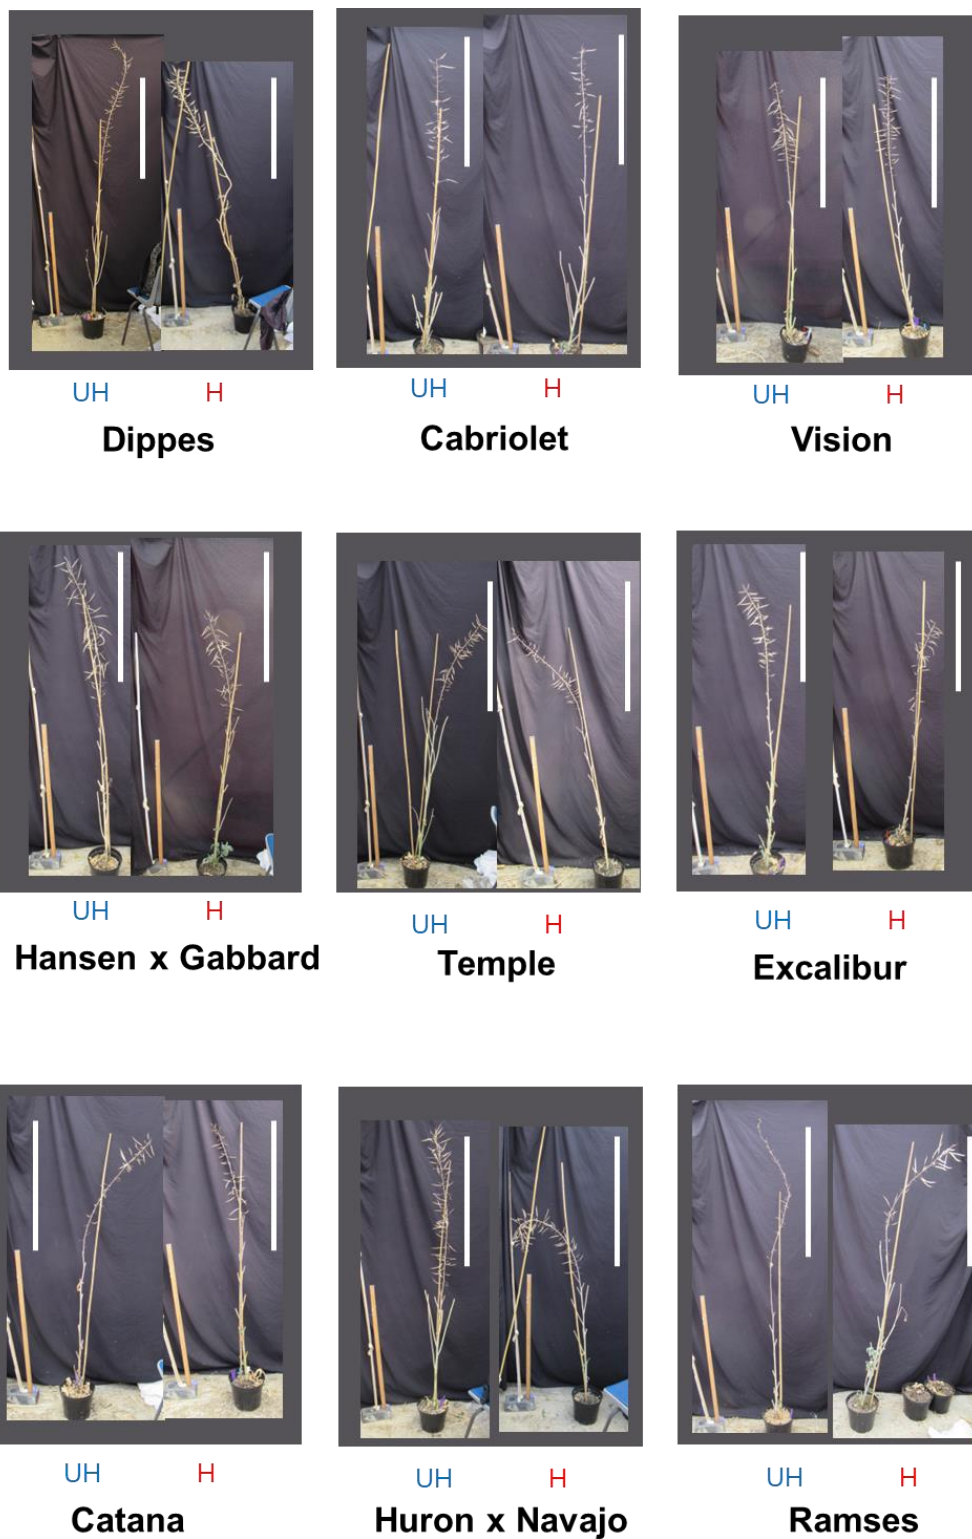 UH H UH H UH H
Dippes Cabriolet Vision
UH H UH H UH H
Hansen x Gabbard Temple Excalibur
UH H UH H UH H
Catana Huron x Navajo Ramses